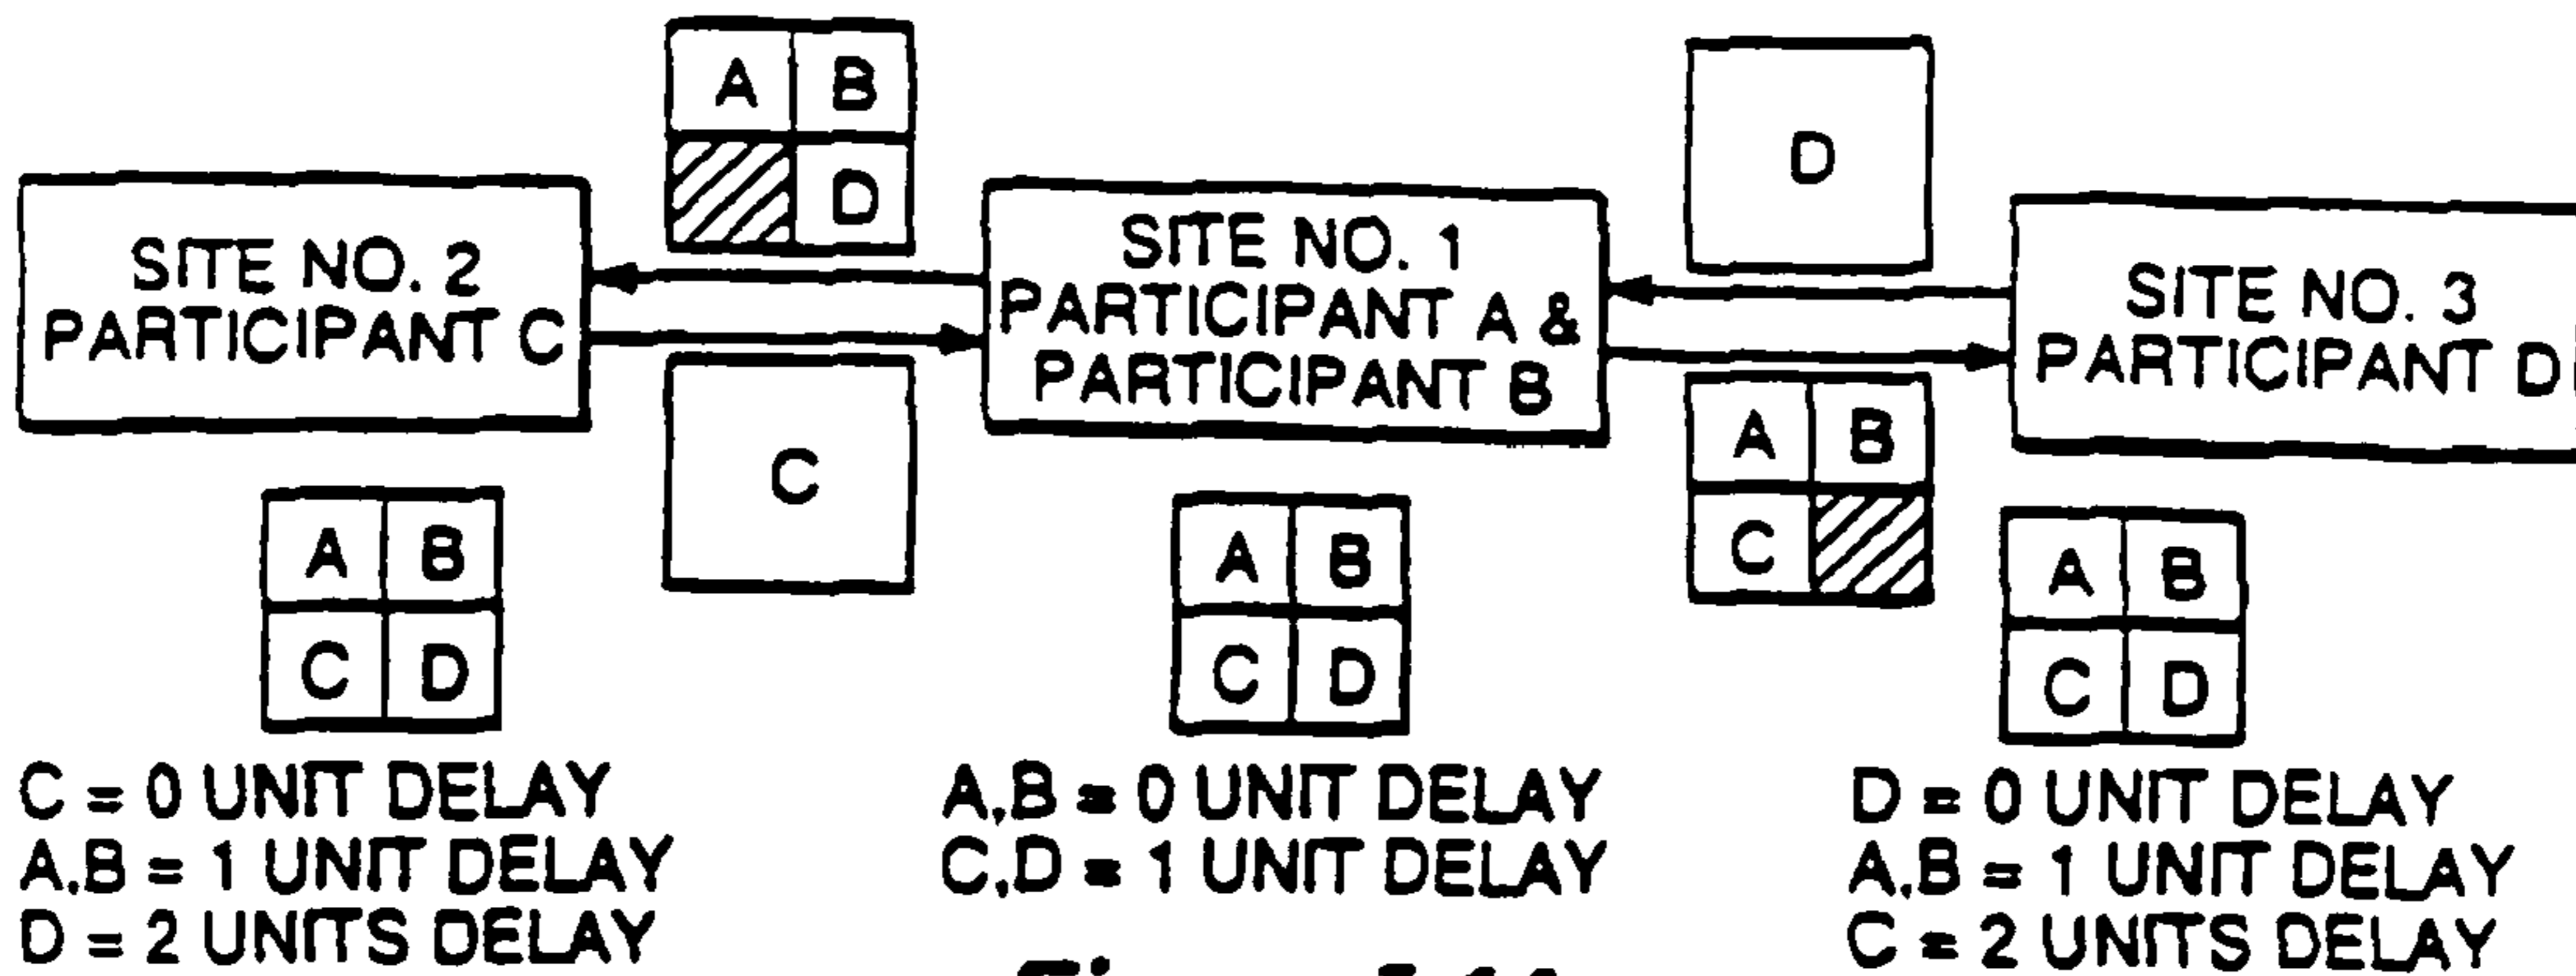 A B
D
D
SITE NO. 2
PARTICIPANT C
SITE NO. 1
PARTICIPANT A &
PARTICIPANT B
SITE NO. 3
PARTICIPANT D
C
A B
C
A B
C D
A B
C D
A B
C D
C = 0 UNIT DELAY
A,B = 1 UNIT DELAY
D = 2 UNITS DELAY
A,B = 0 UNIT DELAY
C,D = 1 UNIT DELAY
D = 0 UNIT DELAY
A,B = 1 UNIT DELAY
C = 2 UNITS DELAY